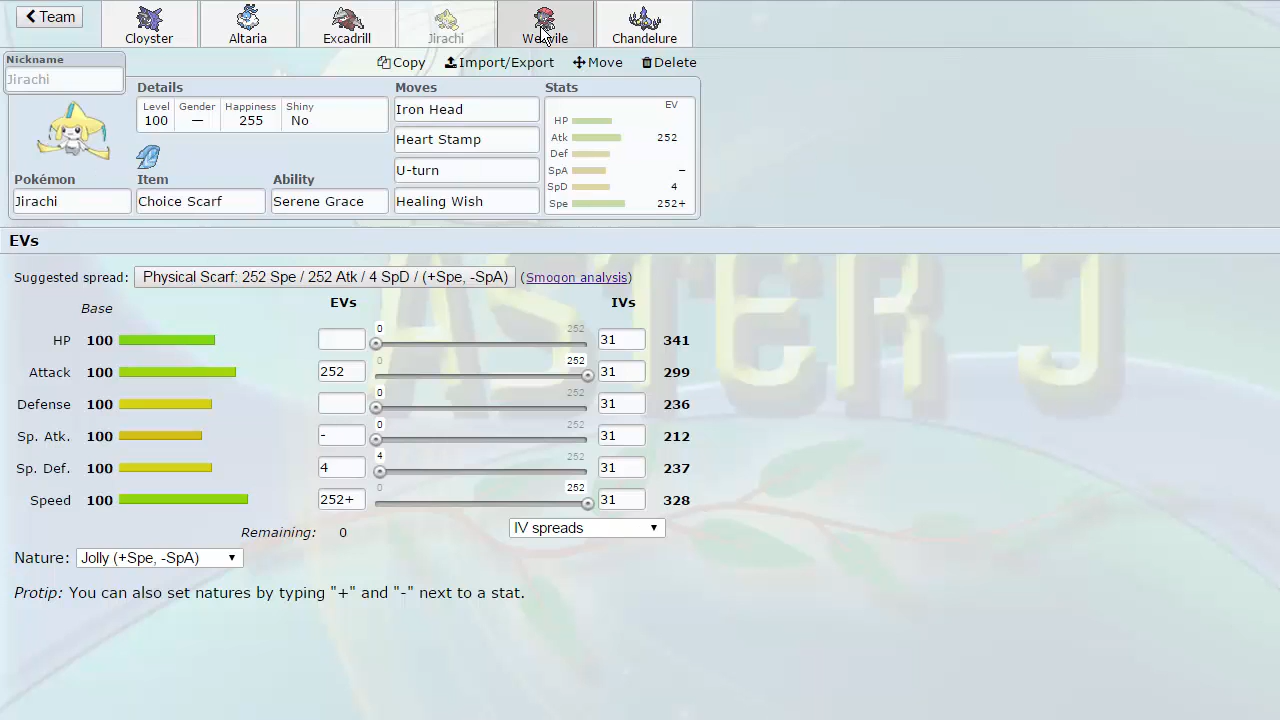 Team
Cloyster
Altaria
Excadrill
Jirachi
Chandelure
Nickname
Jirachi
Copy
Import/Export
Move
Delete
Details
Level
100
Gender
—
Happiness
255
Shiny
No
Pokémon
Jirachi
Item
Choice Scarf
Ability
Serene Grace
Moves
Iron Head
Heart Stamp
U-turn
Healing Wish
Stats
EV
HP
Atk 252
Def
SpA –
SpD 4
Spe 252+
EVs
Suggested spread: Physical Scarf: 252 Spe / 252 Atk / 4 SpD / (+Spe, -SpA) (Smogon analysis)
Base EVs IVs
HP 100 0 252 31 341
Attack 100 252 0 252 31 299
Defense 100 0 252 31 236
Sp. Atk. 100 - 0 252 31 212
Sp. Def. 100 4 4 252 31 237
Speed 100 252+ 0 252 31 328
Remaining: 0 IV spreads
Nature: Jolly (+Spe, -SpA)
Protip: You can also set natures by typing "+" and "-" next to a stat.